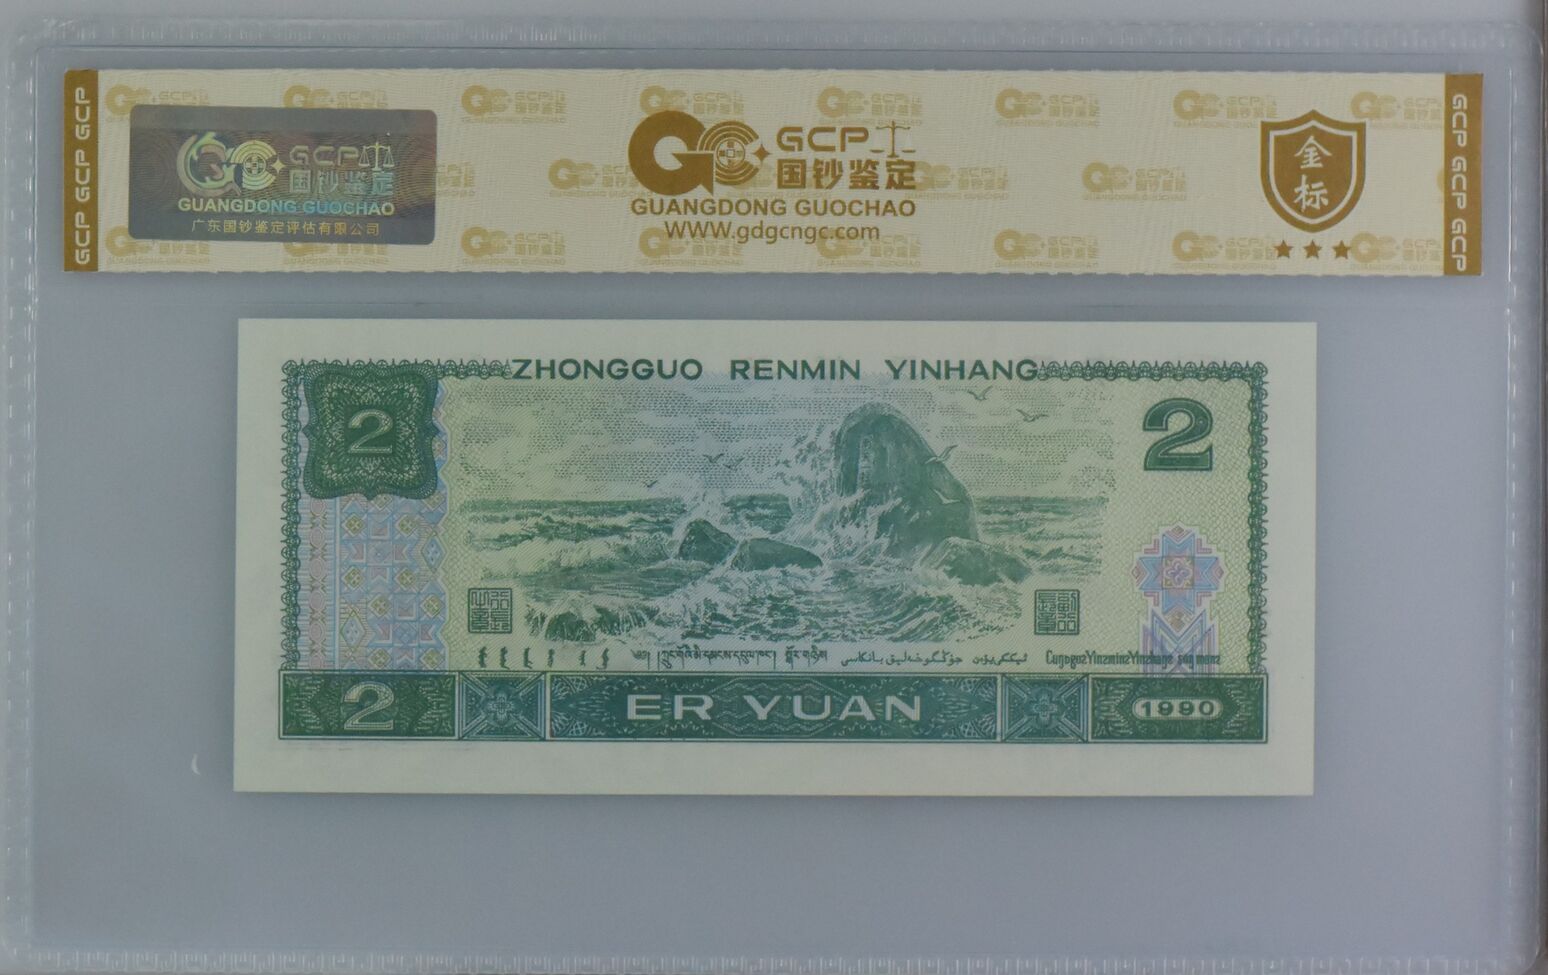 GCP GCP GCP
GCP
国钞鉴定
GUANGDONG GUOCHAO
广东国钞鉴定评估有限公司
GCP
国钞鉴定
GUANGDONG GUOCHAO
WWW.gdgcngc.com
金标
GCP GCP GCP
ZHONGGUO RENMIN YINHANG
2
2
2
ER YUAN
1990